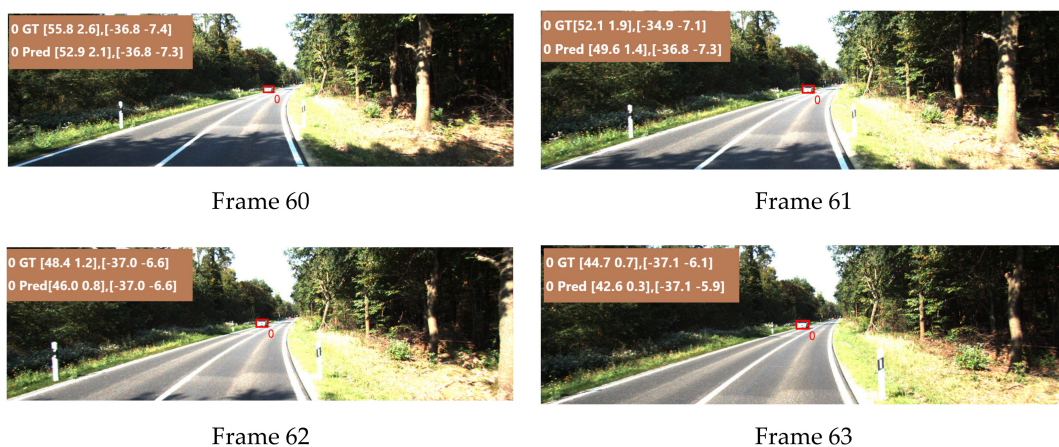 0 GT [55.8 2.6],[-36.8 -7.4]
0 Pred [52.9 2.1],[-36.8 -7.3]
0
Frame 60
0 GT[52.1 1.9],[-34.9 -7.1]
0 Pred [49.6 1.4],[-36.8 -7.3]
0
Frame 61
0 GT [48.4 1.2],[-37.0 -6.6]
0 Pred[46.0 0.8],[-37.0 -6.6]
0
Frame 62
0 GT [44.7 0.7],[-37.1 -6.1]
0 Pred [42.6 0.3],[-37.1 -5.9]
0
Frame 63